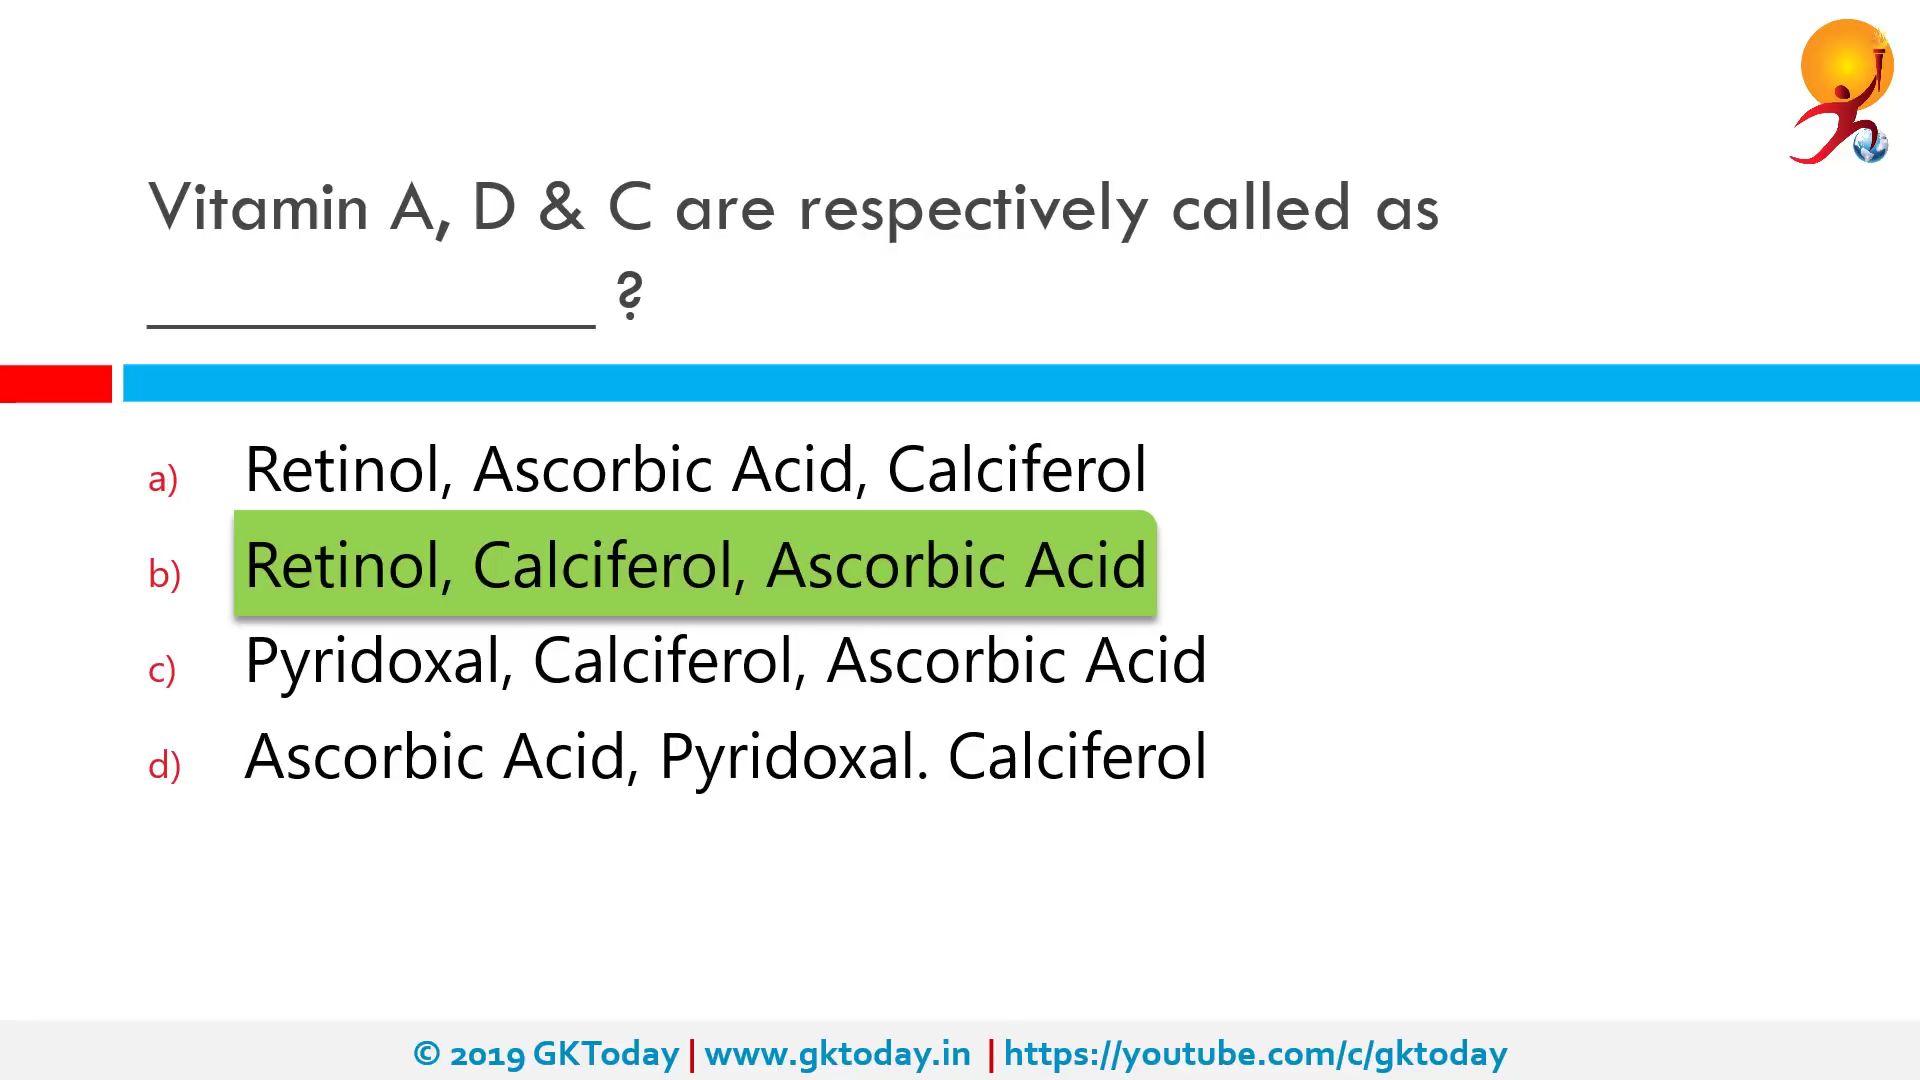 Vitamin A, D & C are respectively called as
______________ ?
a) Retinol, Ascorbic Acid, Calciferol
b) Retinol, Calciferol, Ascorbic Acid
c) Pyridoxal, Calciferol, Ascorbic Acid
d) Ascorbic Acid, Pyridoxal. Calciferol
© 2019 GKToday | www.gktoday.in | https://youtube.com/c/gktoday